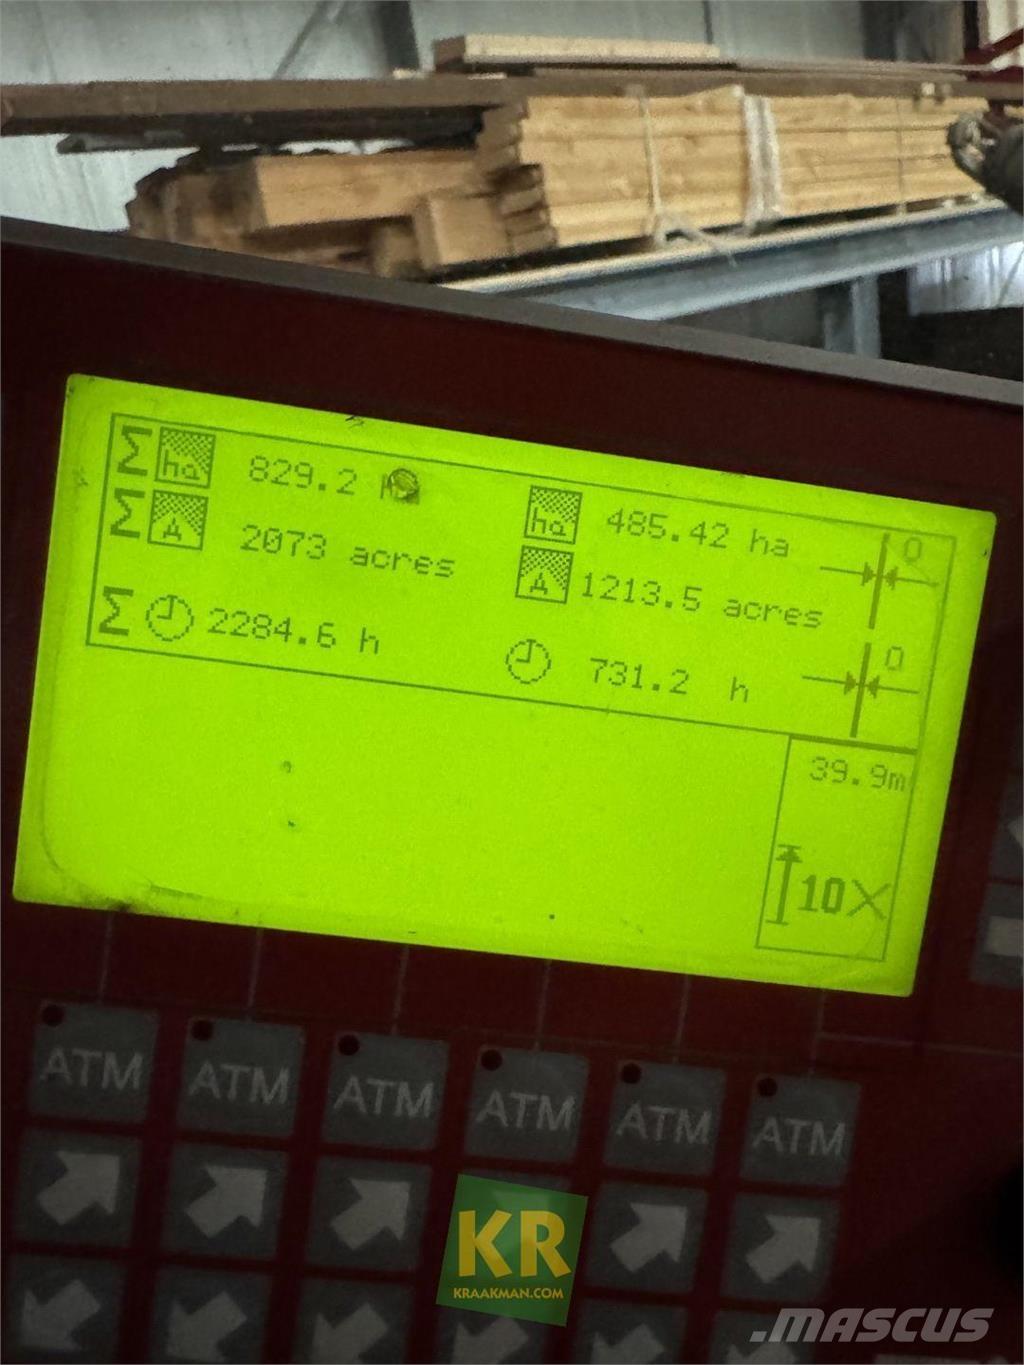 Σ ha 829.2
ha 485.42 ha
0
Σ A 2073 acres
A 1213.5 acres
Σ 2284.6 h
731.2 h
0
39.9m
10X
ATM ATM ATM ATM ATM ATM
KR
KRAAKMAN.COM
.MASCUS